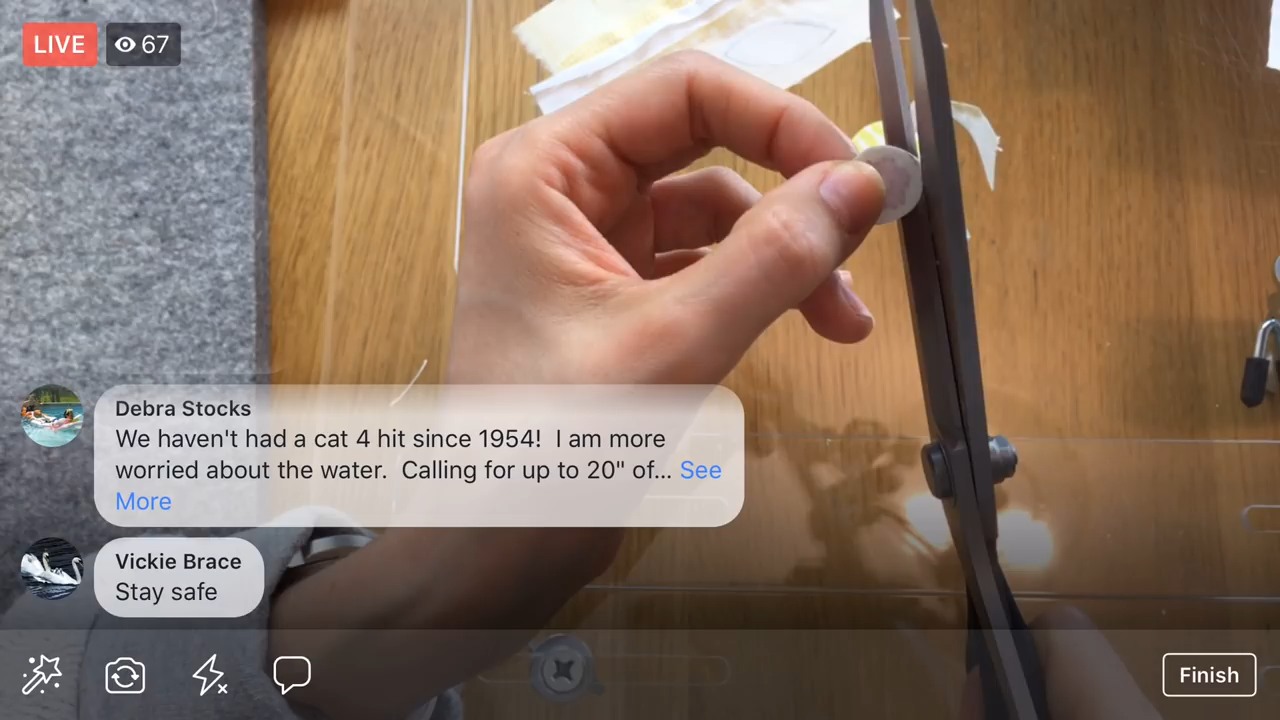 LIVE 67
Debra Stocks
We haven't had a cat 4 hit since 1954!  I am more
worried about the water.  Calling for up to 20" of... See
More
Vickie Brace
Stay safe
Finish